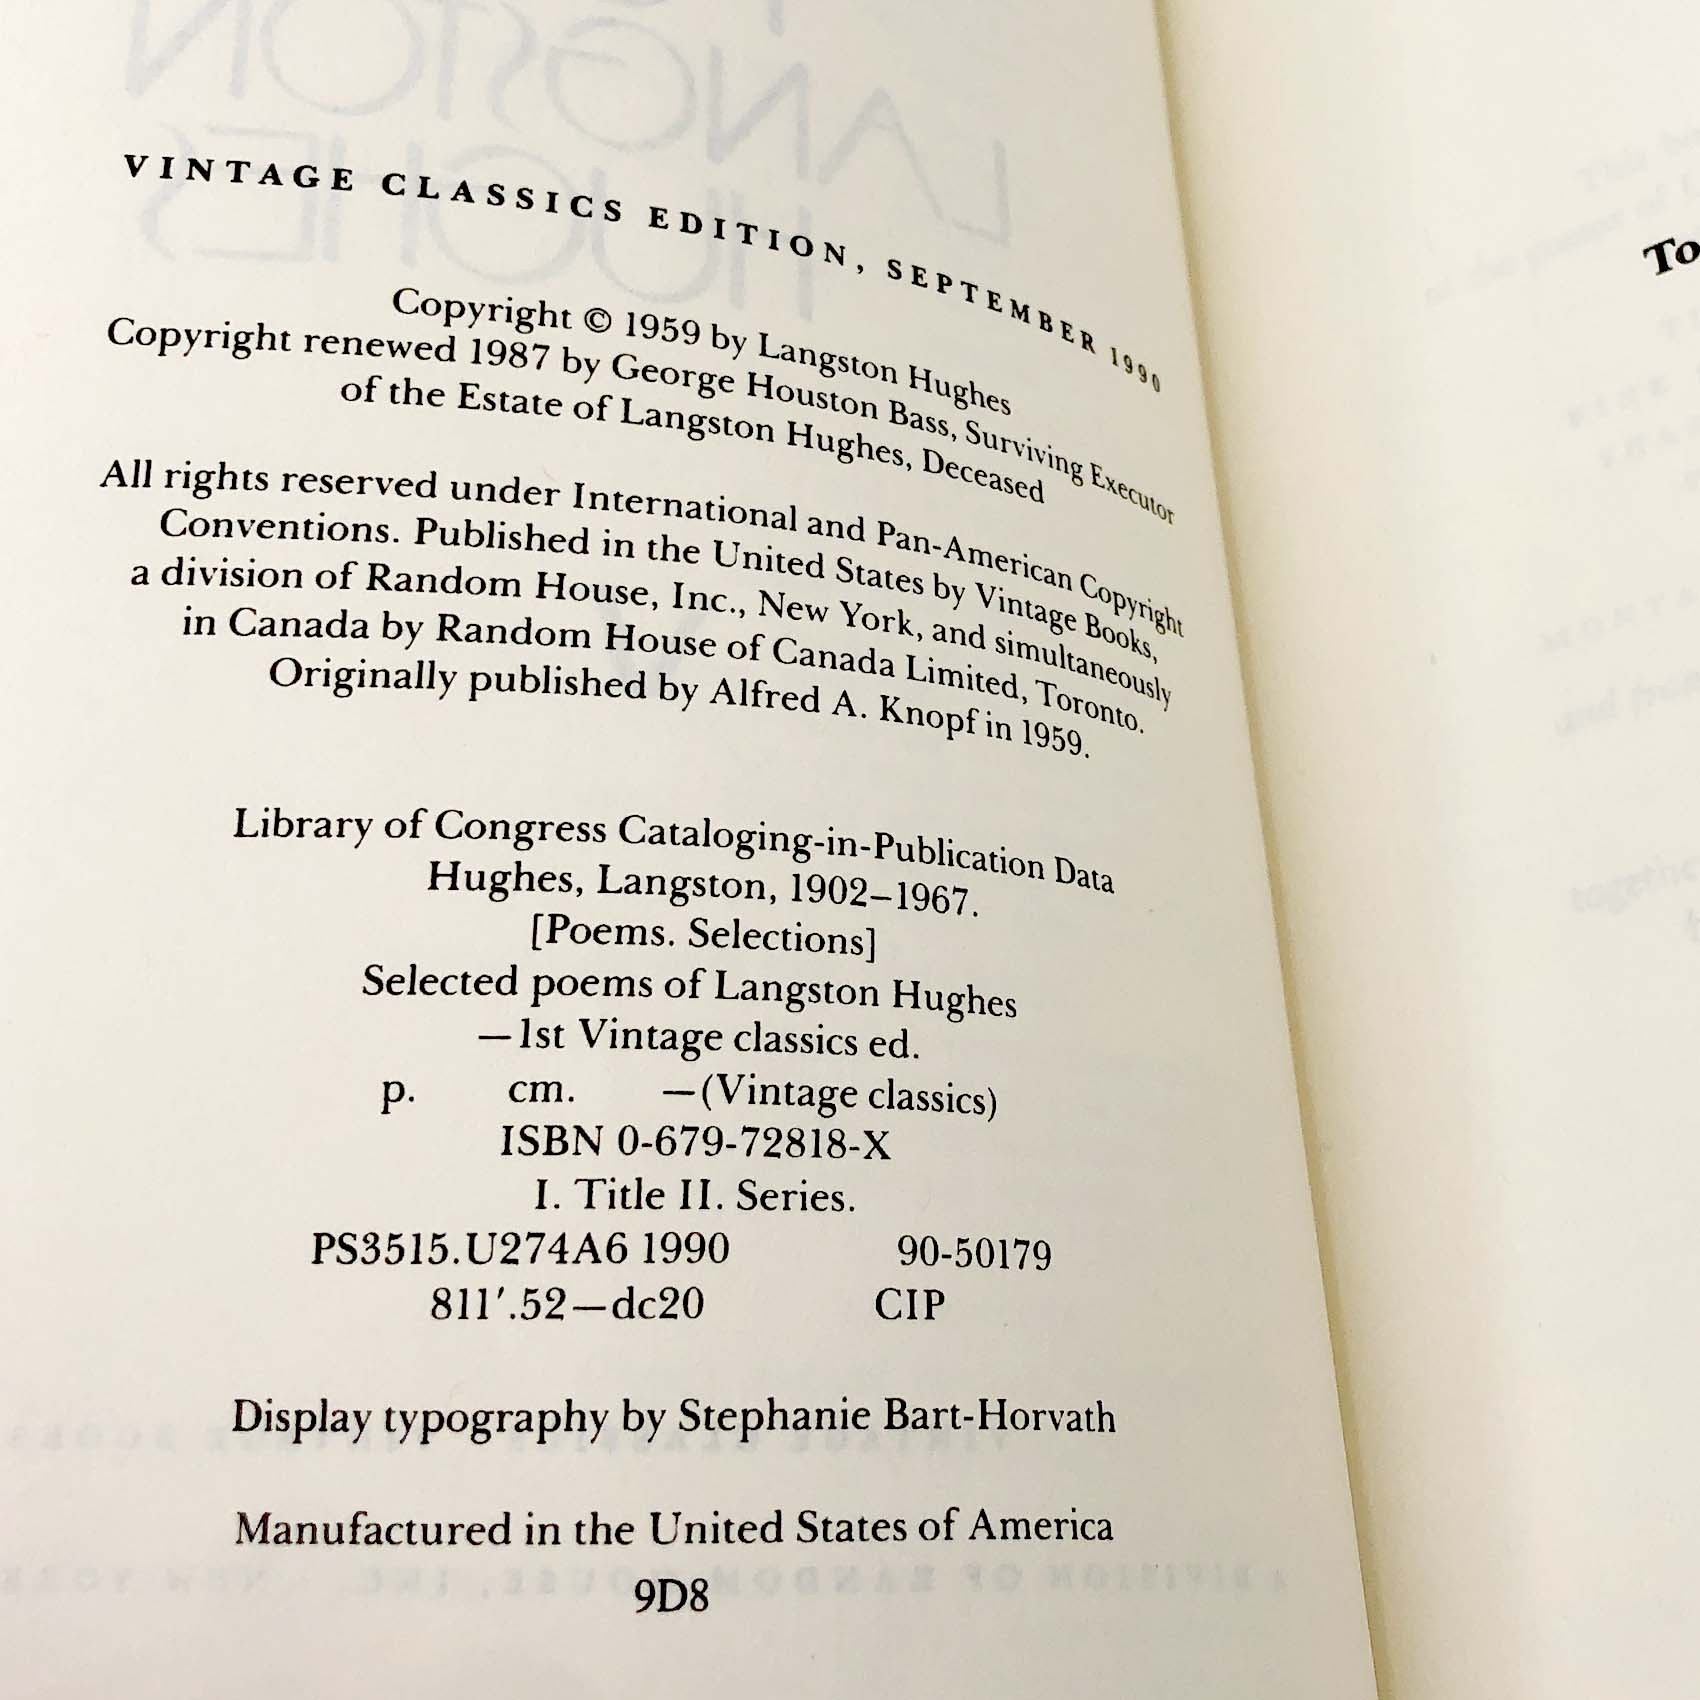 VINTAGE CLASSICS EDITION, SEPTEMBER 1990
Copyright © 1959 by Langston Hughes
Copyright renewed 1987 by George Houston Bass, Surviving Executor
of the Estate of Langston Hughes, Deceased
All rights reserved under International and Pan-American Copyright
Conventions. Published in the United States by Vintage Books,
a division of Random House, Inc., New York, and simultaneously
in Canada by Random House of Canada Limited, Toronto.
Originally published by Alfred A. Knopf in 1959.
Library of Congress Cataloging-in-Publication Data
Hughes, Langston, 1902–1967.
[Poems. Selections]
Selected poems of Langston Hughes
—1st Vintage classics ed.
p. cm. —(Vintage classics)
ISBN 0-679-72818-X
I. Title II. Series.
PS3515.U274A6 1990 90-50179
811′.52—dc20 CIP
Display typography by Stephanie Bart-Horvath
Manufactured in the United States of America
9D8
To